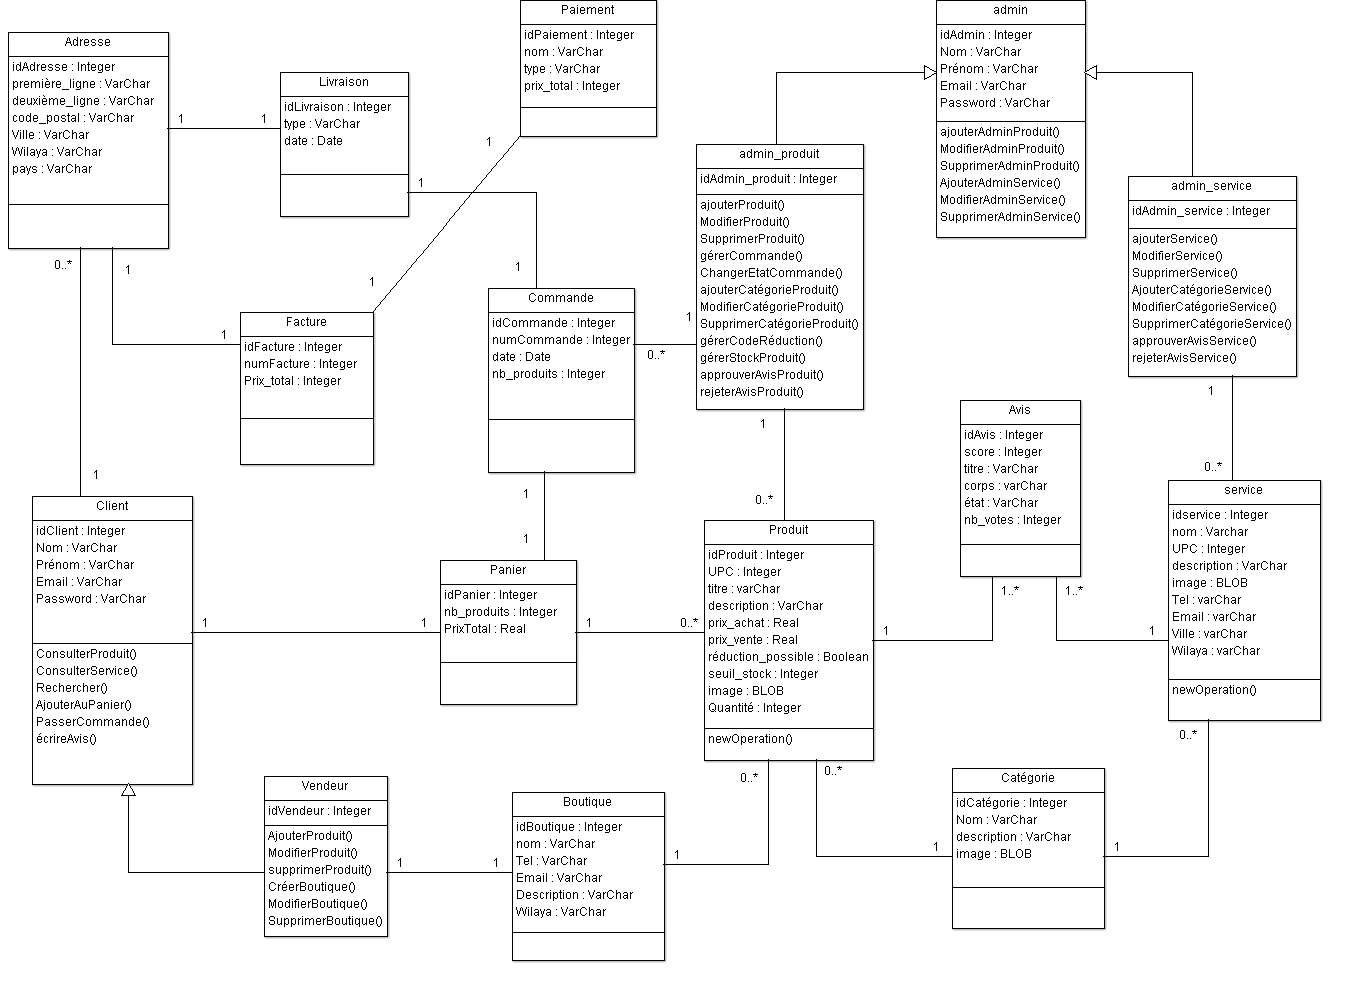 Paiement
idPaiement : Integer
nom : VarChar
type : VarChar
prix_total : Integer
admin
idAdmin : Integer
Nom : VarChar
Prénom : VarChar
Email : VarChar
Password : VarChar
ajouterAdminProduit()
ModifierAdminProduit()
SupprimerAdminProduit()
AjouterAdminService()
ModifierAdminService()
SupprimerAdminService()
Adresse
idAdresse : Integer
première_ligne : VarChar
deuxième_ligne : VarChar
code_postal : VarChar
Ville : VarChar
Wilaya : VarChar
pays : VarChar
1
1
Livraison
idLivraison : Integer
type : VarChar
date : Date
1
1
1
1
admin_produit
idAdmin_produit : Integer
ajouterProduit()
ModifierProduit()
SupprimerProduit()
gérerCommande()
ChangerEtatCommande()
ajouterCatégorieProduit()
ModifierCatégorieProduit()
SupprimerCatégorieProduit()
gérerCodeRéduction()
gérerStockProduit()
approuverAvisProduit()
rejeterAvisProduit()
admin_service
idAdmin_service : Integer
ajouterService()
ModifierService()
SupprimerService()
AjouterCatégorieService()
ModifierCatégorieService()
SupprimerCatégorieService()
approuverAvisService()
rejeterAvisService()
0..*
1
1
Facture
idFacture : Integer
numFacture : Integer
Prix_total : Integer
Commande
idCommande : Integer
numCommande : Integer
date : Date
nb_produits : Integer
1
0..*
1
0..*
1
0..*
Avis
idAvis : Integer
score : Integer
titre : VarChar
corps : varChar
état : VarChar
nb_votes : Integer
1
1
1
Client
idClient : Integer
Nom : VarChar
Prénom : VarChar
Email : VarChar
Password : VarChar
ConsulterProduit()
ConsulterService()
Rechercher()
AjouterAuPanier()
PasserCommande()
écrireAvis()
1
1
Panier
idPanier : Integer
nb_produits : Integer
PrixTotal : Real
1
0..*
Produit
idProduit : Integer
UPC : Integer
titre : varChar
description : VarChar
prix_achat : Real
prix_vente : Real
réduction_possible : Boolean
seuil_stock : Integer
image : BLOB
Quantité : Integer
newOperation()
1
1..*
1..*
1
service
idservice : Integer
nom : Varchar
UPC : Integer
description : VarChar
image : BLOB
Tel : varChar
Email : varChar
Ville : varChar
Wilaya : varChar
newOperation()
0..*
0..*
0..*
Vendeur
idVendeur : Integer
AjouterProduit()
ModifierProduit()
supprimerProduit()
CréerBoutique()
ModifierBoutique()
SupprimerBoutique()
1
1
Boutique
idBoutique : Integer
nom : VarChar
Tel : VarChar
Email : VarChar
Description : VarChar
Wilaya : VarChar
1
1
Catégorie
idCatégorie : Integer
Nom : VarChar
description : VarChar
image : BLOB
1